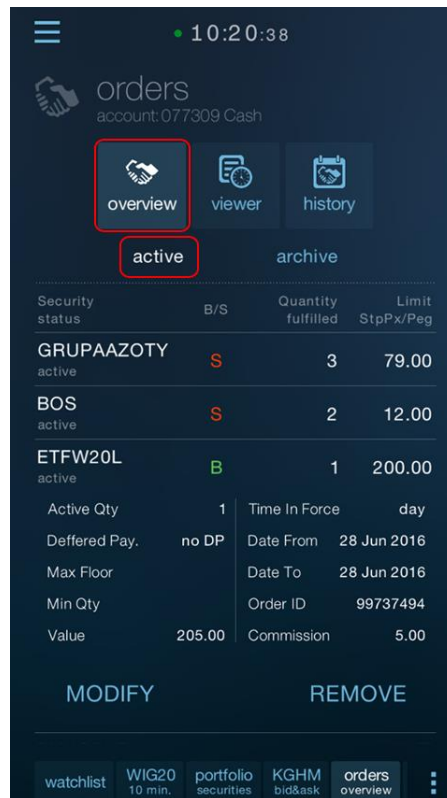 10:20:38
orders
account: 077309 Cash
overview viewer history
active archive
Security status B/S Quantity fulfilled Limit StpPx/Peg
GRUPAAZOTY S 3 79.00
active
BOS S 2 12.00
active
ETFW20L B 1 200.00
active
Active Qty 1 Time In Force day
Deffered Pay. no DP Date From 28 Jun 2016
Max Floor Date To 28 Jun 2016
Min Qty Order ID 99737494
Value 205.00 Commission 5.00
MODIFY REMOVE
watchlist WIG20 portfolio KGHM orders
10 min. securities bid&ask overview